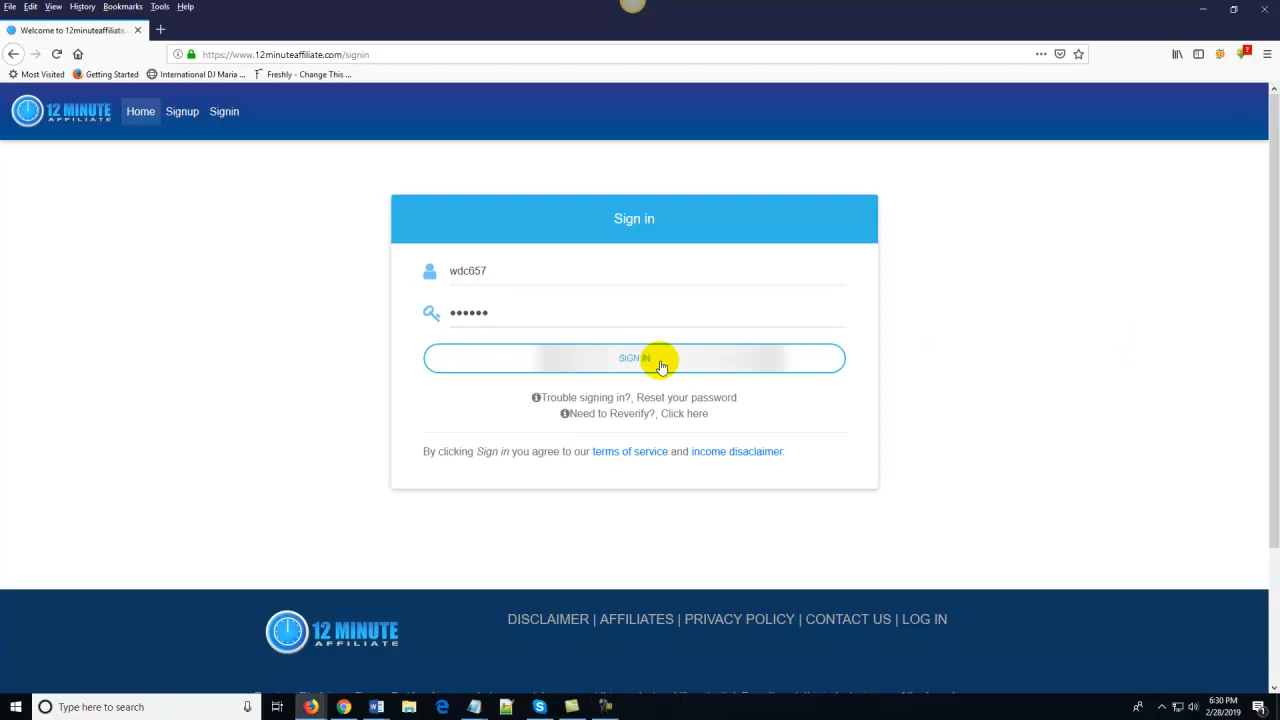 File Edit View History Bookmarks Tools Help
Welcome to 12minuteaffiliate.
https://www.12minuteaffiliate.com/signin
Most Visited Getting Started International DJ Maria ... Freshly - Change This ...
12 MINUTE AFFILIATE Home Signup Signin
Sign in
wdc657
SIGN IN
Trouble signing in?, Reset your password
Need to Reverify?, Click here
By clicking Sign in you agree to our terms of service and income disaclaimer.
12 MINUTE AFFILIATE
DISCLAIMER | AFFILIATES | PRIVACY POLICY | CONTACT US | LOG IN
Type here to search
6:30 PM
2/28/2019